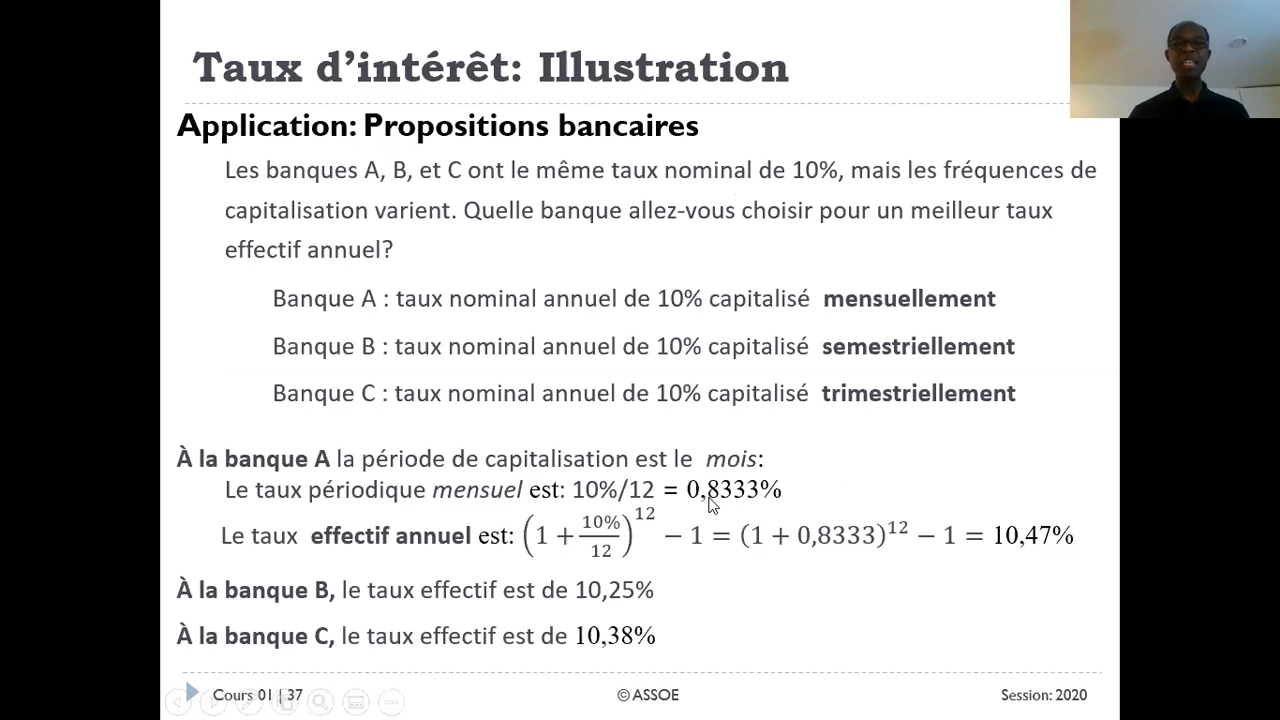 Taux d'intérêt: Illustration
Application: Propositions bancaires
Les banques A, B, et C ont le même taux nominal de 10%, mais les fréquences de
capitalisation varient. Quelle banque allez-vous choisir pour un meilleur taux
effectif annuel?
Banque A : taux nominal annuel de 10% capitalisé mensuellement
Banque B : taux nominal annuel de 10% capitalisé semestriellement
Banque C : taux nominal annuel de 10% capitalisé trimestriellement
À la banque A la période de capitalisation est le mois:
Le taux périodique mensuel est: 10%/12 = 0,8333%
Le taux effectif annuel est: (1 + 10%/12)^12 − 1 = (1 + 0,8333)^12 − 1 = 10,47%
À la banque B, le taux effectif est de 10,25%
À la banque C, le taux effectif est de 10,38%
Cours 01 | 37 © ASSOE Session: 2020